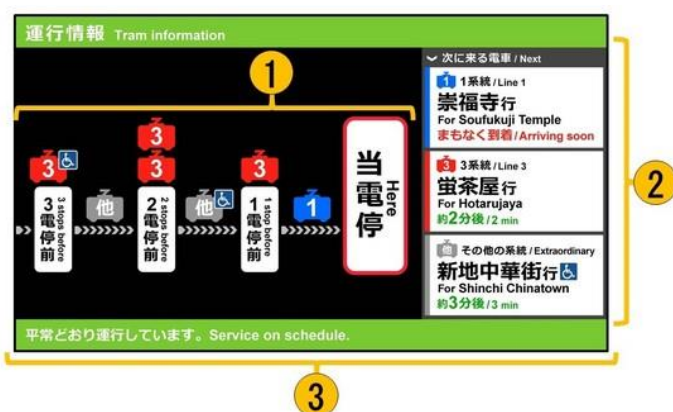 運行情報 Tram information
1
3
3
3
3
他
他
1
3電停前
3 stops before
2電停前
2 stops before
1電停前
1 stop before
当電停
Here
次に来る電車 / Next
1 1系統 / Line 1
崇福寺行
For Soufukuji Temple
まもなく到着 / Arriving soon
3 3系統 / Line 3
蛍茶屋行
For Hotarujaya
約2分後 / 2 min
他 その他の系統 / Extraordinary
新地中華街行
For Shinchi Chinatown
約3分後 / 3 min
2
平常どおり運行しています。Service on schedule.
3